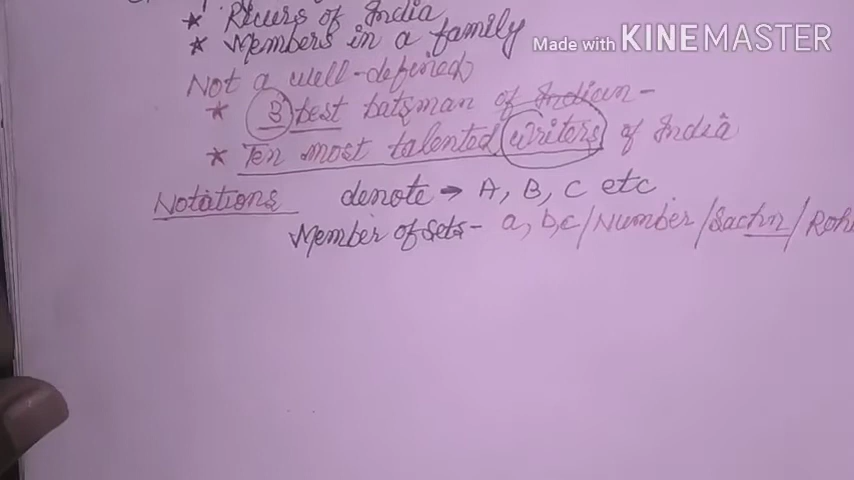 * Rivers of India
* Members in a family
Made with KINEMASTER
Not a well-defined
* 3 best batsman of Indian -
* Ten most talented writers of India
Notations denote → A, B, C etc
Member of sets - a, b, c / Number / Sachn / Rohi